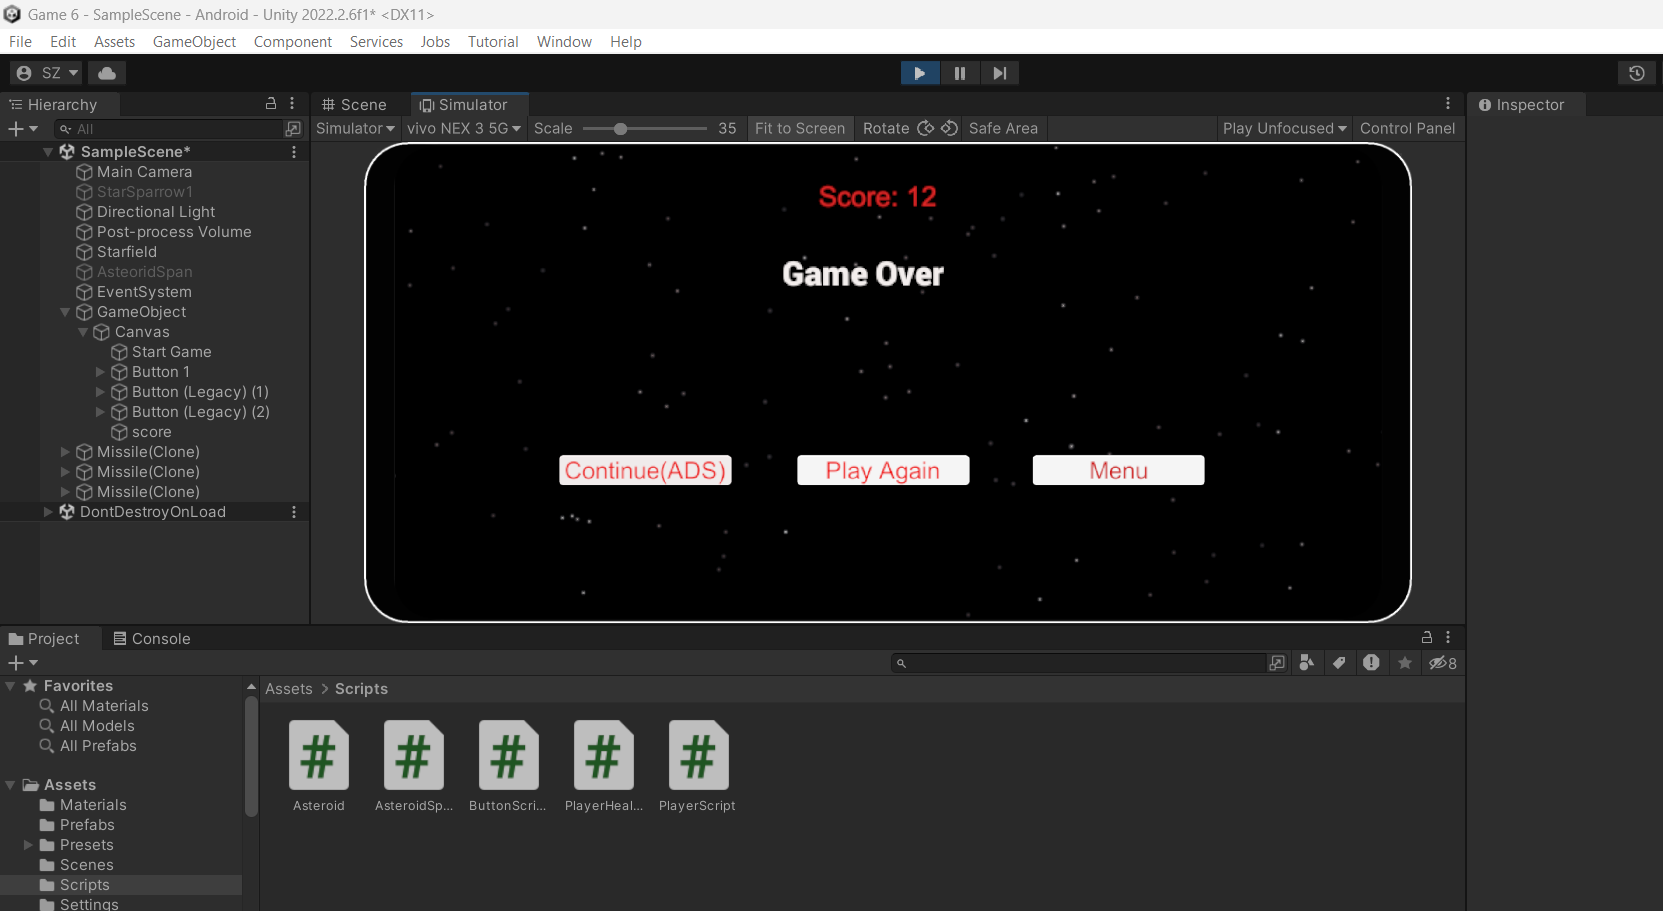 Game 6 - SampleScene - Android - Unity 2022.2.6f1* <DX11>
File Edit Assets GameObject Component Services Jobs Tutorial Window Help
SZ
Hierarchy
All
SampleScene*
Main Camera
StarSparrow1
Directional Light
Post-process Volume
Starfield
AsteoridSpan
EventSystem
GameObject
Canvas
Start Game
Button 1
Button (Legacy) (1)
Button (Legacy) (2)
score
Missile(Clone)
Missile(Clone)
Missile(Clone)
DontDestroyOnLoad
Scene Simulator
Simulator vivo NEX 3 5G Scale 35 Fit to Screen Rotate Safe Area Play Unfocused Control Panel
Score: 12
Game Over
Continue(ADS) Play Again Menu
Inspector
Project Console
8
Favorites
All Materials
All Models
All Prefabs
Assets
Materials
Prefabs
Presets
Scenes
Scripts
Settings
Assets > Scripts
Asteroid AsteroidSp... ButtonScri... PlayerHeal... PlayerScript